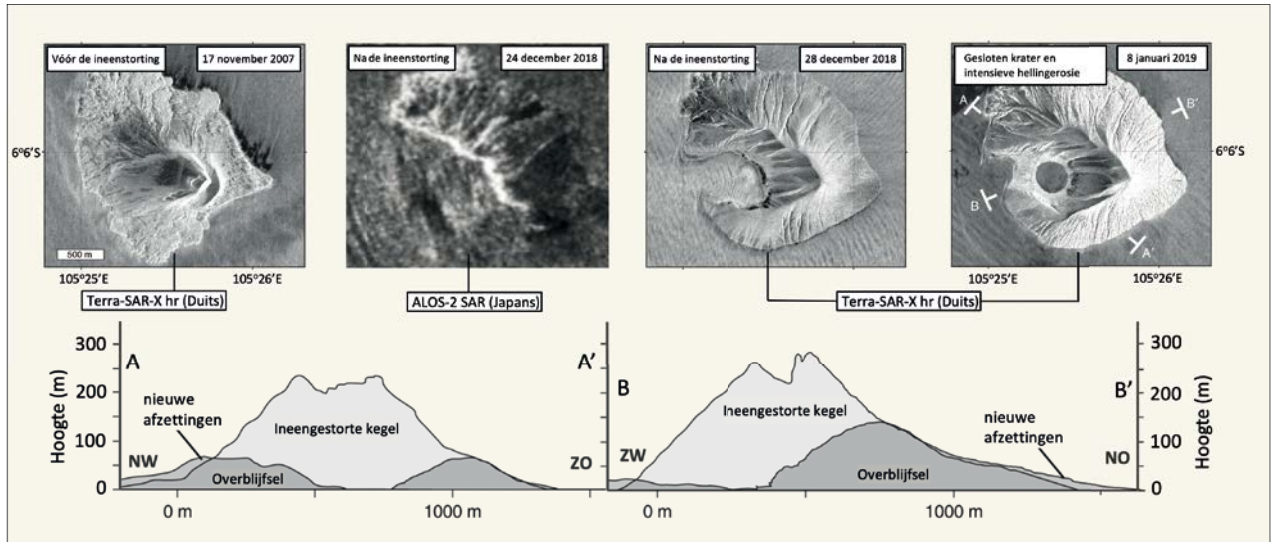 Vóór de ineenstorting
17 november 2007
Na de ineenstorting
24 december 2018
Na de ineenstorting
28 december 2018
Gesloten krater en
intensieve hellingerosie
8 januari 2019
A
B'
6°6'S
6°6'S
B
A'
500 m
105°25'E
105°26'E
105°25'E
105°26'E
Terra-SAR-X hr (Duits)
ALOS-2 SAR (Japans)
Terra-SAR-X hr (Duits)
Hoogte (m)
300
200
100
0
A
A'
nieuwe
afzettingen
Ineengestorte kegel
NW
ZO
Overblijfsel
0 m
1000 m
B
B'
Ineengestorte kegel
nieuwe
afzettingen
ZW
NO
Overblijfsel
0 m
1000 m
300
200
100
0
Hoogte (m)